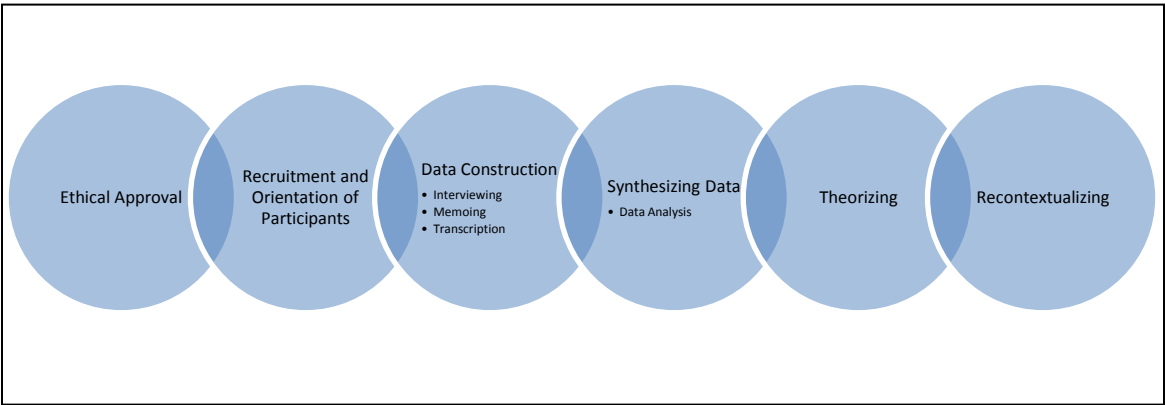 Ethical Approval
Recruitment and
Orientation of
Participants
Data Construction
• Interviewing
• Memoing
• Transcription
Synthesizing Data
• Data Analysis
Theorizing
Recontextualizing